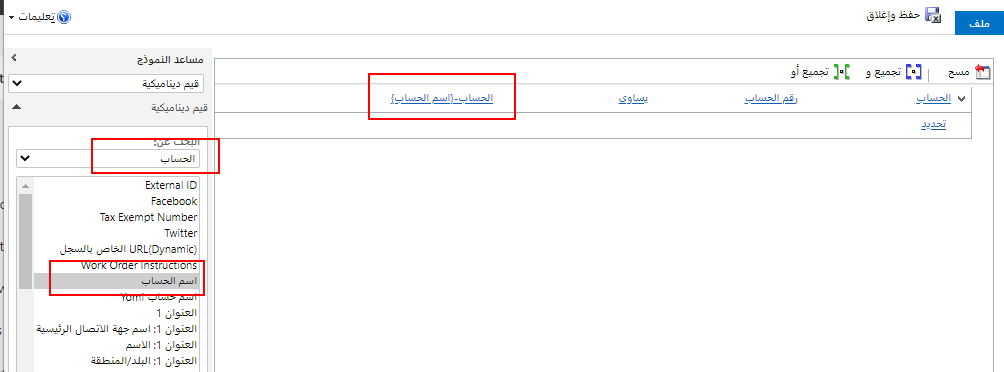 ملف
حفظ وإغلاق
تعليمات
مسح
تجميع و
تجميع أو
الحساب
رقم الحساب
يساوي
{الحساب-{اسم الحساب
تحديد
مساعد النموذج
قيم ديناميكية
قيم ديناميكية
البحث عن:
الحساب
External ID
Facebook
Tax Exempt Number
Twitter
URL(Dynamic) الخاص بالسجل
Work Order Instructions
اسم الحساب
اسم حساب Yomi
العنوان 1
العنوان 1: اسم جهة الاتصال الرئيسية
العنوان 1: الاسم
العنوان 1: البلد/المنطقة